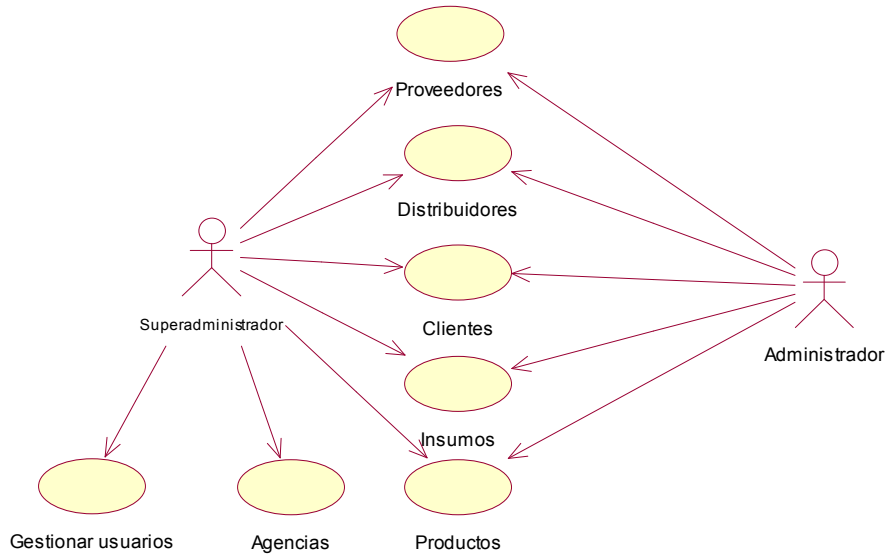 Proveedores
Distribuidores
Clientes
Superadministrador
Administrador
Insumos
Gestionar usuarios
Agencias
Productos